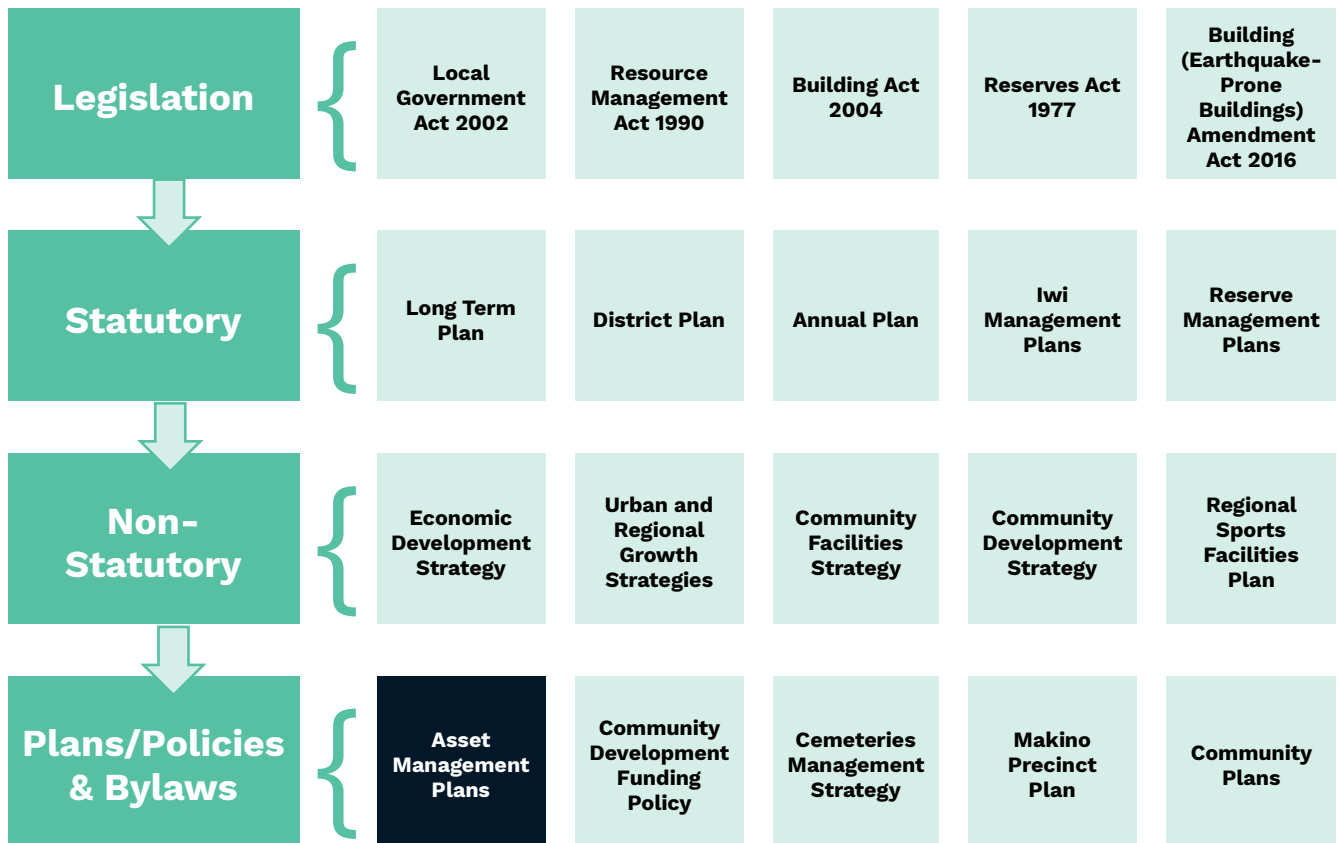 Legislation
Local
Government
Act 2002
Resource
Management
Act 1990
Building Act
2004
Reserves Act
1977
Building
(Earthquake-
Prone
Buildings)
Amendment
Act 2016
Statutory
Long Term
Plan
District Plan
Annual Plan
Iwi
Management
Plans
Reserve
Management
Plans
Non-
Statutory
Economic
Development
Strategy
Urban and
Regional
Growth
Strategies
Community
Facilities
Strategy
Community
Development
Strategy
Regional
Sports
Facilities
Plan
Plans/Policies
& Bylaws
Asset
Management
Plans
Community
Development
Funding
Policy
Cemeteries
Management
Strategy
Makino
Precinct
Plan
Community
Plans